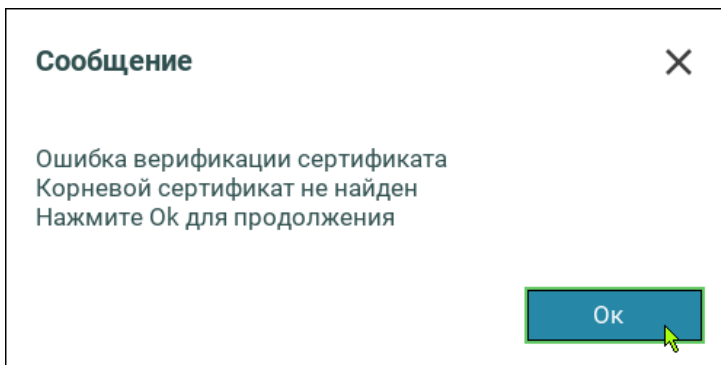 Сообщение
Ошибка верификации сертификата
Корневой сертификат не найден
Нажмите Ok для продолжения
Ок